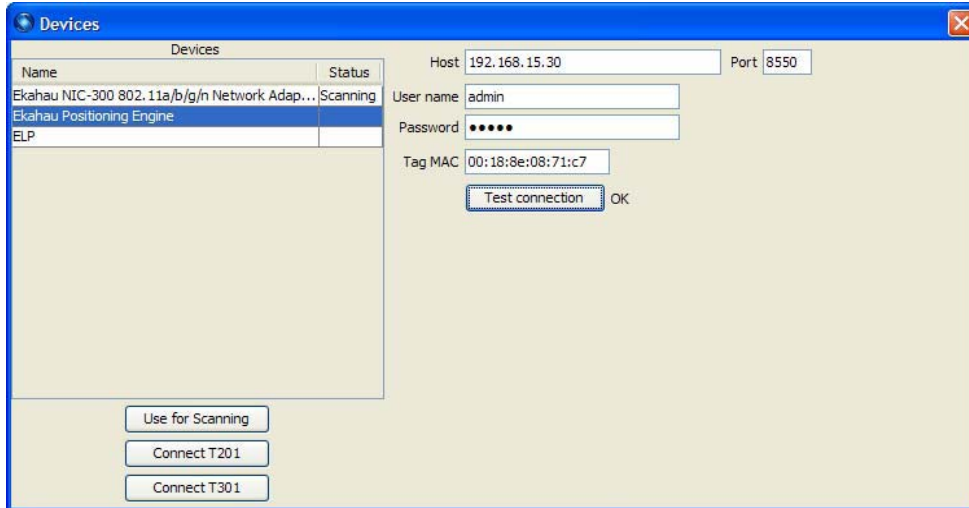 Devices
Devices
Name Status
Ekahau NIC-300 802.11a/b/g/n Network Adap... Scanning
Ekahau Positioning Engine
ELP
Use for Scanning
Connect T201
Connect T301
Host 192.168.15.30 Port 8550
User name admin
Password •••••
Tag MAC 00:18:8e:08:71:c7
Test connection OK